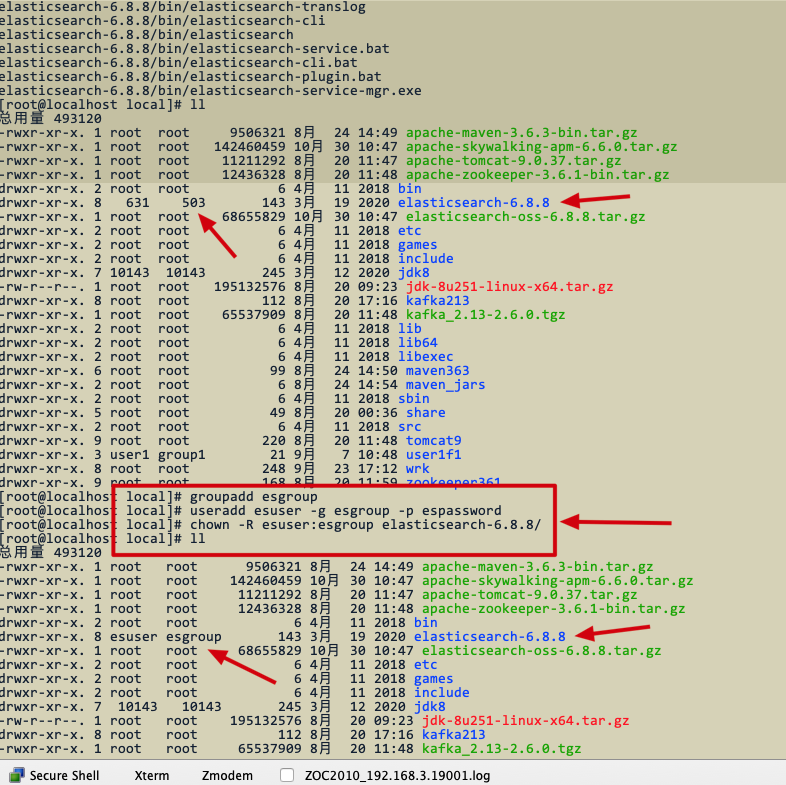 elasticsearch-6.8.8/bin/elasticsearch-translog
elasticsearch-6.8.8/bin/elasticsearch-cli
elasticsearch-6.8.8/bin/elasticsearch
elasticsearch-6.8.8/bin/elasticsearch-service.bat
elasticsearch-6.8.8/bin/elasticsearch-cli.bat
elasticsearch-6.8.8/bin/elasticsearch-plugin.bat
elasticsearch-6.8.8/bin/elasticsearch-service-mgr.exe
[root@localhost local]# ll
总用量 493120
-rwxr-xr-x. 1 root root 9506321 8月 24 14:49 apache-maven-3.6.3-bin.tar.gz
-rwxr-xr-x. 1 root root 142460459 10月 30 10:47 apache-skywalking-apm-6.6.0.tar.gz
-rwxr-xr-x. 1 root root 11211292 8月 20 11:47 apache-tomcat-9.0.37.tar.gz
-rwxr-xr-x. 1 root root 12436328 8月 20 11:48 apache-zookeeper-3.6.1-bin.tar.gz
drwxr-xr-x. 2 root root 6 4月 11 2018 bin
drwxr-xr-x. 8 631 503 143 3月 19 2020 elasticsearch-6.8.8
-rwxr-xr-x. 1 root root 68655829 10月 30 10:47 elasticsearch-oss-6.8.8.tar.gz
drwxr-xr-x. 2 root root 6 4月 11 2018 etc
drwxr-xr-x. 2 root root 6 4月 11 2018 games
drwxr-xr-x. 2 root root 6 4月 11 2018 include
drwxr-xr-x. 7 10143 10143 245 3月 12 2020 jdk8
-rw-r--r--. 1 root root 195132576 8月 20 09:23 jdk-8u251-linux-x64.tar.gz
drwxr-xr-x. 8 root root 112 8月 20 17:16 kafka213
-rwxr-xr-x. 1 root root 65537909 8月 20 11:48 kafka_2.13-2.6.0.tgz
drwxr-xr-x. 2 root root 6 4月 11 2018 lib
drwxr-xr-x. 2 root root 6 4月 11 2018 lib64
drwxr-xr-x. 2 root root 6 4月 11 2018 libexec
drwxr-xr-x. 6 root root 99 8月 24 14:50 maven363
drwxr-xr-x. 2 root root 6 8月 24 14:54 maven_jars
drwxr-xr-x. 2 root root 6 4月 11 2018 sbin
drwxr-xr-x. 5 root root 49 8月 20 00:36 share
drwxr-xr-x. 2 root root 6 4月 11 2018 src
drwxr-xr-x. 9 root root 220 8月 20 11:48 tomcat9
drwxr-xr-x. 3 user1 group1 21 9月 7 10:48 user1f1
drwxr-xr-x. 8 root root 248 9月 23 17:12 wrk
drwxr-xr-x. 9 root root 168 8月 20 11:59 zookeeper361
[root@localhost local]# groupadd esgroup
[root@localhost local]# useradd esuser -g esgroup -p espassword
[root@localhost local]# chown -R esuser:esgroup elasticsearch-6.8.8/
[root@localhost local]# ll
总用量 493120
-rwxr-xr-x. 1 root root 9506321 8月 24 14:49 apache-maven-3.6.3-bin.tar.gz
-rwxr-xr-x. 1 root root 142460459 10月 30 10:47 apache-skywalking-apm-6.6.0.tar.gz
-rwxr-xr-x. 1 root root 11211292 8月 20 11:47 apache-tomcat-9.0.37.tar.gz
-rwxr-xr-x. 1 root root 12436328 8月 20 11:48 apache-zookeeper-3.6.1-bin.tar.gz
drwxr-xr-x. 2 root root 6 4月 11 2018 bin
drwxr-xr-x. 8 esuser esgroup 143 3月 19 2020 elasticsearch-6.8.8
-rwxr-xr-x. 1 root root 68655829 10月 30 10:47 elasticsearch-oss-6.8.8.tar.gz
drwxr-xr-x. 2 root root 6 4月 11 2018 etc
drwxr-xr-x. 2 root root 6 4月 11 2018 games
drwxr-xr-x. 2 root root 6 4月 11 2018 include
drwxr-xr-x. 7 10143 10143 245 3月 12 2020 jdk8
-rw-r--r--. 1 root root 195132576 8月 20 09:23 jdk-8u251-linux-x64.tar.gz
drwxr-xr-x. 8 root root 112 8月 20 17:16 kafka213
-rwxr-xr-x. 1 root root 65537909 8月 20 11:48 kafka_2.13-2.6.0.tgz
Secure Shell Xterm Zmodem ZOC2010_192.168.3.19001.log